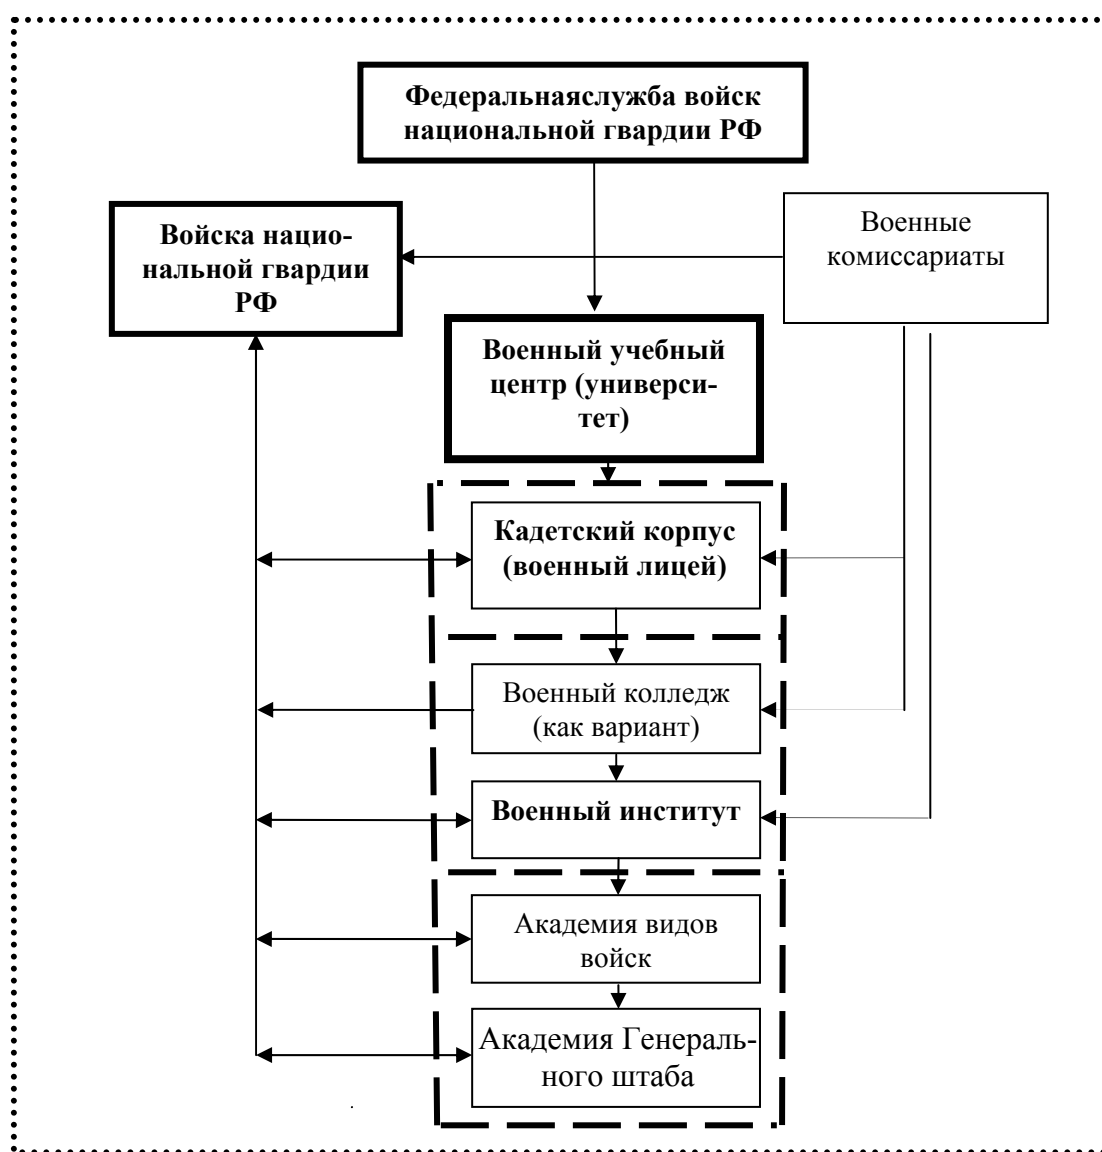 Федеральнаяслужба войск
национальной гвардии РФ
Войска нацио-
нальной гвардии
РФ
Военные
комиссариаты
Военный учебный
центр (универси-
тет)
Кадетский корпус
(военный лицей)
Военный колледж
(как вариант)
Военный институт
Академия видов
войск
Академия Генераль-
ного штаба